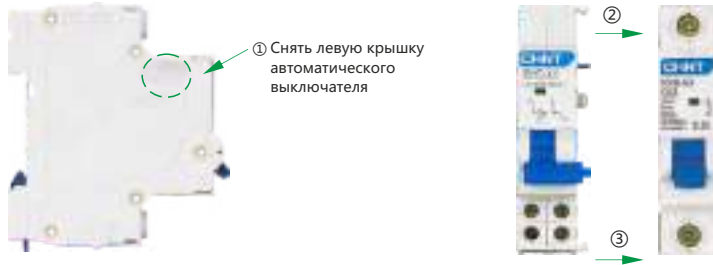 ① Снять левую крышку
автоматического
выключателя
②
CHNT
CHNT
③